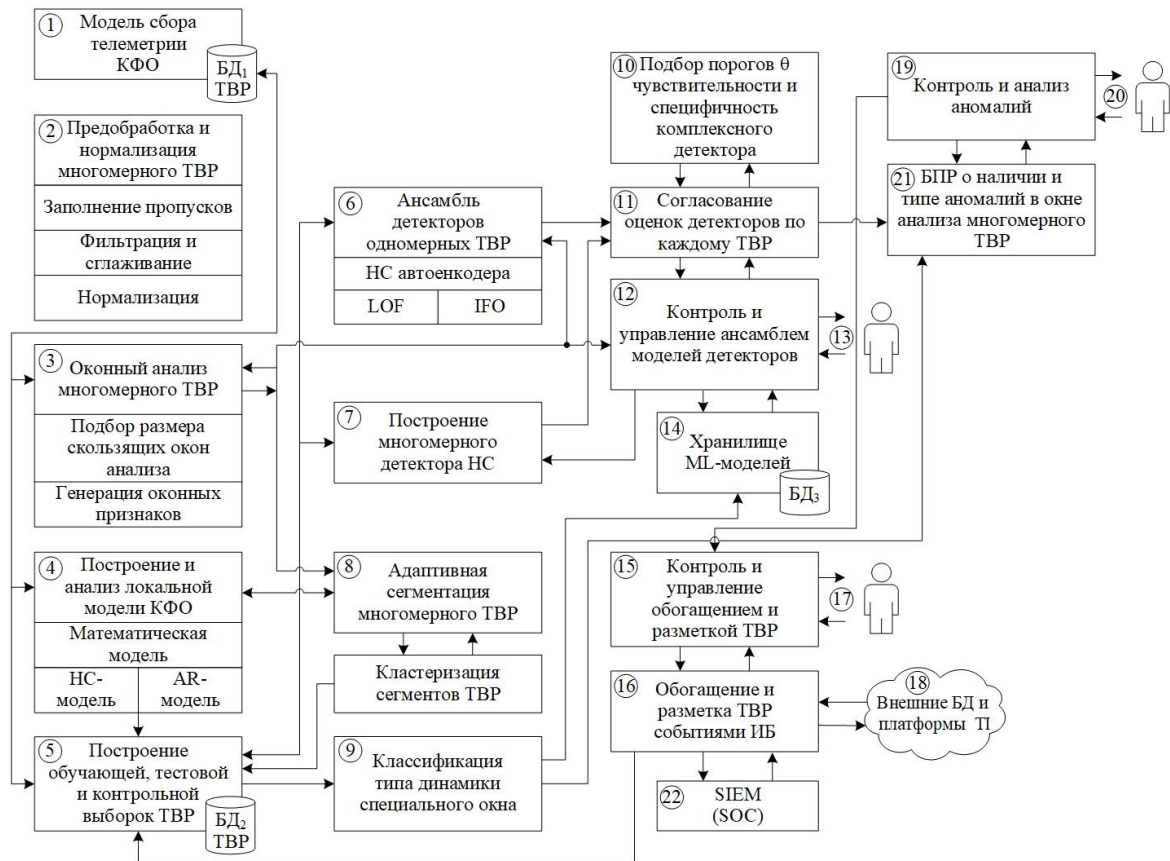 1
Модель сбора
телеметрии
КФО
БД₁
ТВР
2
Предобработка и
нормализация
многомерного ТВР
Заполнение пропусков
Фильтрация и
сглаживание
Нормализация
3
Оконный анализ
многомерного ТВР
Подбор размера
скользящих окон
анализа
Генерация оконных
признаков
4
Построение и
анализ локальной
модели КФО
Математическая
модель
НС-
модель
AR-
модель
5
Построение
обучающей, тестовой
и контрольной
выборок ТВР
БД₂
ТВР
6
Ансамбль
детекторов
одномерных ТВР
НС автоенкодера
LOF
IFO
7
Построение
многомерного
детектора НС
8
Адаптивная
сегментация
многомерного ТВР
Кластеризация
сегментов ТВР
9
Классификация
типа динамики
специального окна
10
Подбор порогов θ
чувствительности и
специфичность
комплексного
детектора
11
Согласование
оценок детекторов по
каждому ТВР
12
Контроль и
управление ансамблем
моделей детекторов
13
14
Хранилище
ML-моделей
БД₃
15
Контроль и
управление
обогащением и
разметкой ТВР
17
16
Обогащение и
разметка ТВР
событиями ИБ
18
Внешние БД и
платформы TI
22
SIEM
(SOC)
19
Контроль и анализ
аномалий
20
21
БПР о наличии и
типе аномалий в окне
анализа многомерного
ТВР